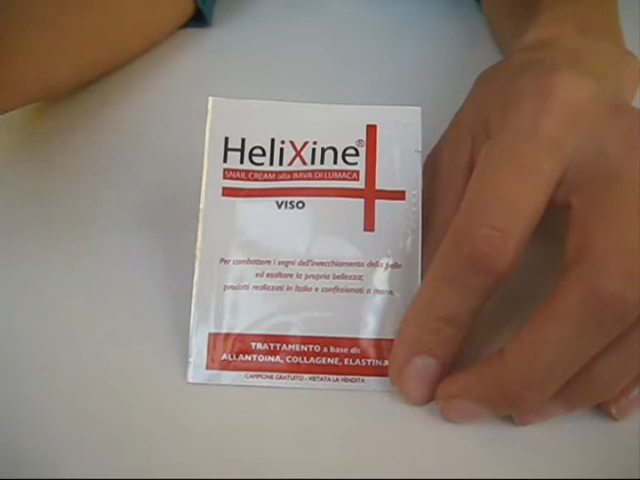 HeliXine®
SNAIL CREAM alla BAVA DI LUMACA
VISO
Per combattere i segni dell'invecchiamento della pelle
ed esaltare la propria bellezza;
prodotti realizzati in Italia e confezionati a mano.
TRATTAMENTO a base di:
ALLANTOINA, COLLAGENE, ELASTINA
CAMPIONE GRATUITO - VIETATA LA VENDITA